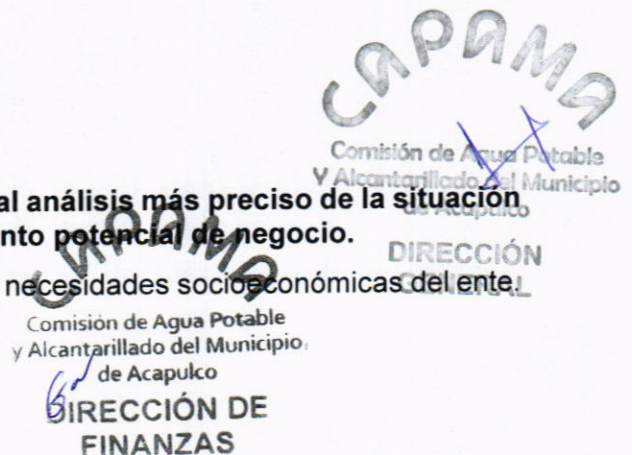 CAPAMA
Comisión de Agua Potable
Y Alcantarillado del Municipio
de Acapulco
DIRECCIÓN
GENERAL
al análisis más preciso de la situación
nto potencial de negocio.
necesidades socioeconómicas del ente.
CAPAMA
Comisión de Agua Potable
y Alcantarillado del Municipio
de Acapulco
DIRECCIÓN DE
FINANZAS